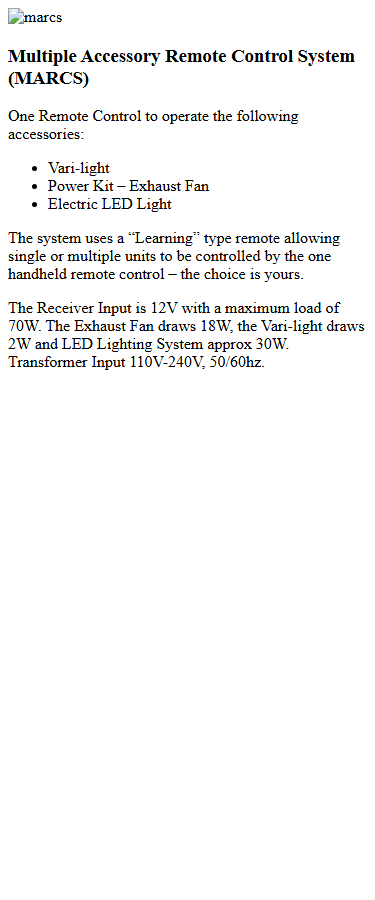 marcs
Multiple Accessory Remote Control System
(MARCS)
One Remote Control to operate the following
accessories:
• Vari-light
• Power Kit – Exhaust Fan
• Electric LED Light
The system uses a “Learning” type remote allowing
single or multiple units to be controlled by the one
handheld remote control – the choice is yours.
The Receiver Input is 12V with a maximum load of
70W. The Exhaust Fan draws 18W, the Vari-light draws
2W and LED Lighting System approx 30W.
Transformer Input 110V-240V, 50/60hz.